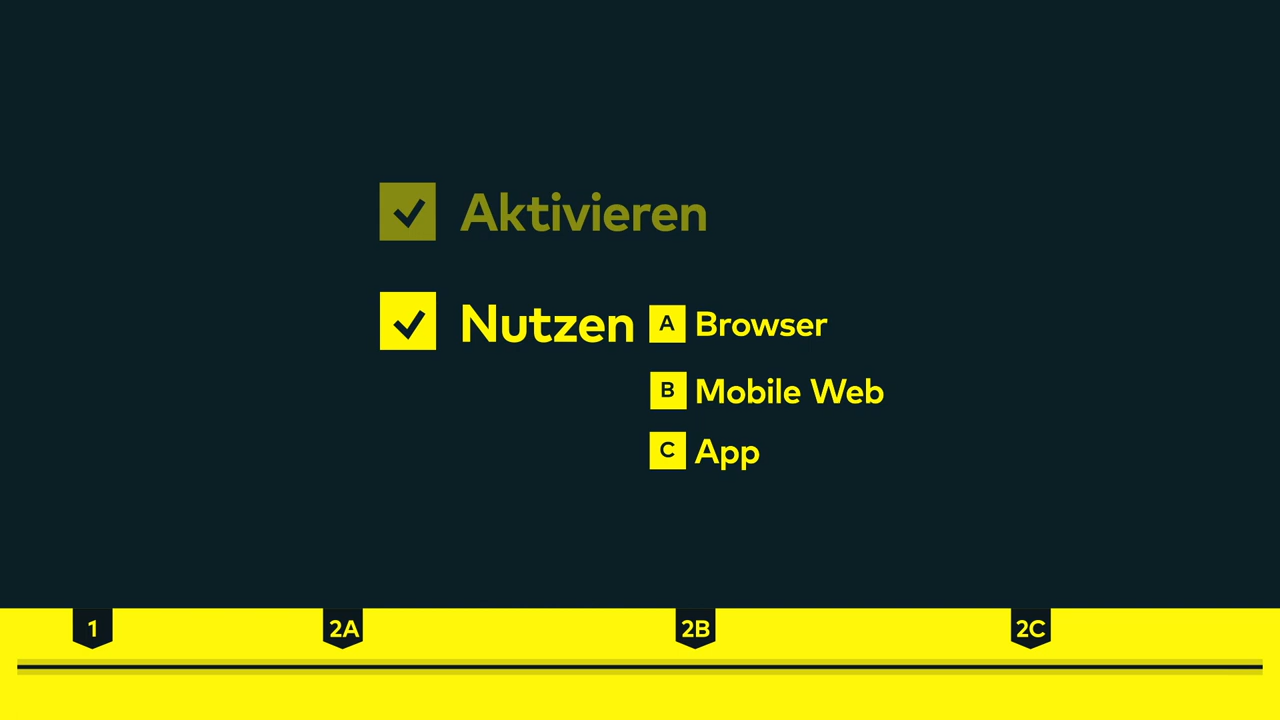 Aktivieren
Nutzen A Browser
B Mobile Web
C App
1 2A 2B 2C